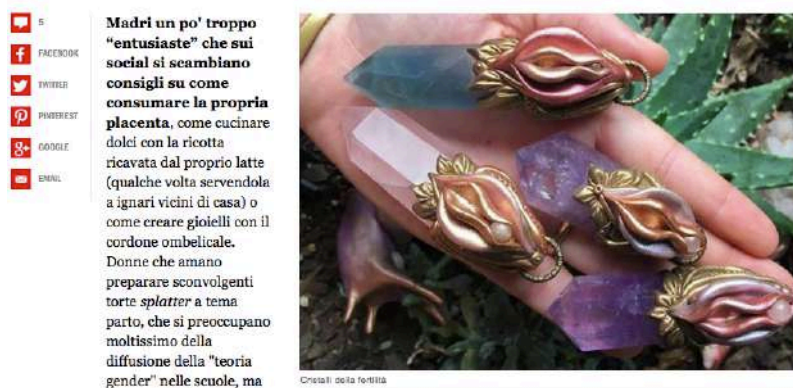 5
FACEBOOK
TWITTER
PINTEREST
GOOGLE
EMAIL
Madri un po' troppo
“entusiaste” che sui
social si scambiano
consigli su come
consumare la propria
placenta, come cucinare
dolci con la ricotta
ricavata dal proprio latte
(qualche volta servendola
a ignari vicini di casa) o
come creare gioielli con il
cordone ombelicale.
Donne che amano
preparare sconvolgenti
torte splatter a tema
parto, che si preoccupano
moltissimo della
diffusione della "teoria
gender" nelle scuole, ma
Cristalli della fertilità